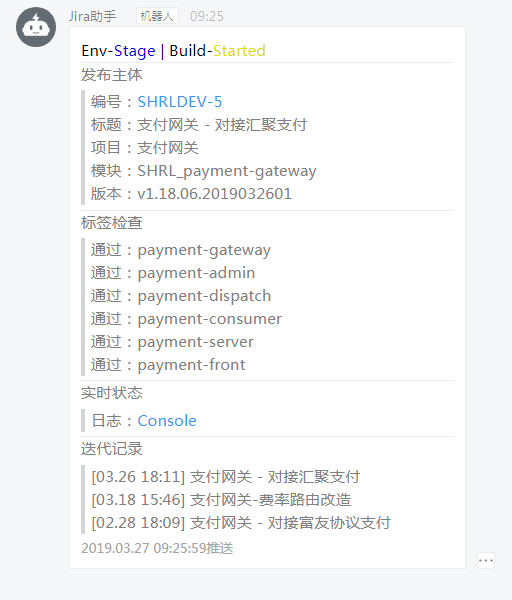 Jira助手 机器人 09:25
Env-Stage | Build-Started
发布主体
编号：SHRLDEV-5
标题：支付网关 - 对接汇聚支付
项目：支付网关
模块：SHRL_payment-gateway
版本：v1.18.06.2019032601
标签检查
通过：payment-gateway
通过：payment-admin
通过：payment-dispatch
通过：payment-consumer
通过：payment-server
通过：payment-front
实时状态
日志：Console
迭代记录
[03.26 18:11] 支付网关 - 对接汇聚支付
[03.18 15:46] 支付网关-费率路由改造
[02.28 18:09] 支付网关 - 对接富友协议支付
2019.03.27 09:25:59推送